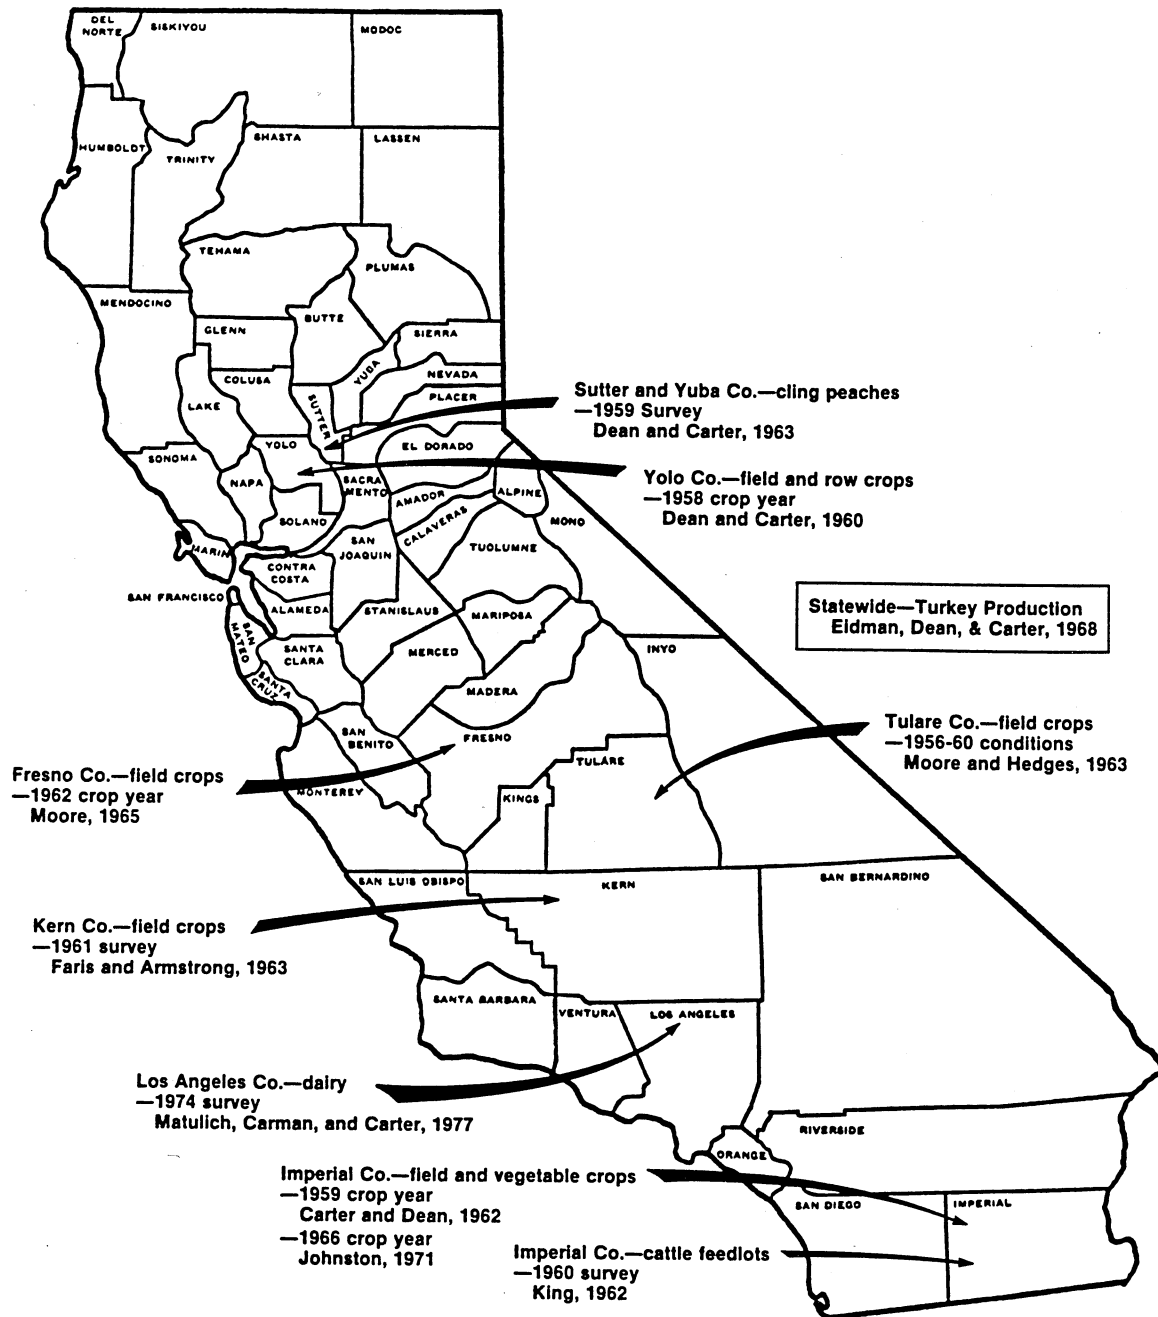 DEL
NORTE
SISKIYOU
MODOC
HUMBOLDT
TRINITY
SHASTA
LASSEN
TEHAMA
PLUMAS
MENDOCINO
GLENN
BUTTE
SIERRA
YUBA
NEVADA
COLUSA
PLACER
LAKE
SUTTER
Sutter and Yuba Co.—cling peaches
—1959 Survey
Dean and Carter, 1963
SONOMA
YOLO
EL DORADO
NAPA
SACRA
MENTO
AMADOR
ALPINE
Yolo Co.—field and row crops
—1958 crop year
Dean and Carter, 1960
SOLANO
CALAVERAS
MONO
MARIN
SAN
JOAQUIN
TUOLUMNE
CONTRA
COSTA
SAN FRANCISCO
ALAMEDA
STANISLAUS
MARIPOSA
Statewide—Turkey Production
Eidman, Dean, & Carter, 1968
SAN
MATEO
SANTA
CLARA
MERCED
INYO
SANTA
CRUZ
MADERA
SAN
BENITO
FRESNO
Tulare Co.—field crops
—1956-60 conditions
Moore and Hedges, 1963
TULARE
Fresno Co.—field crops
—1962 crop year
Moore, 1965
MONTEREY
KINGS
SAN LUIS OBISPO
KERN
SAN BERNARDINO
Kern Co.—field crops
—1961 survey
Faris and Armstrong, 1963
SANTA BARBARA
VENTURA
LOS ANGELES
Los Angeles Co.—dairy
—1974 survey
Matulich, Carman, and Carter, 1977
RIVERSIDE
ORANGE
Imperial Co.—field and vegetable crops
—1959 crop year
Carter and Dean, 1962
—1966 crop year
Johnston, 1971
SAN DIEGO
IMPERIAL
Imperial Co.—cattle feedlots
—1960 survey
King, 1962